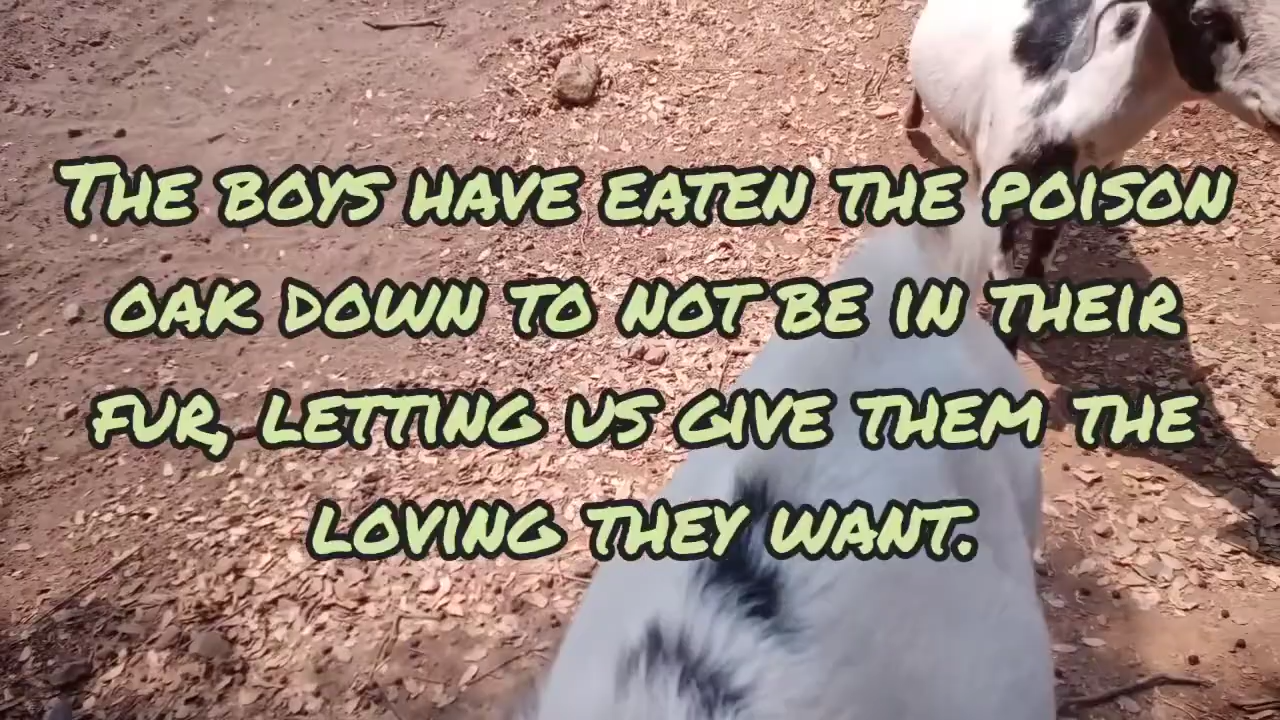 The boys have eaten the poison
oak down to not be in their
fur, letting us give them the
loving they want.